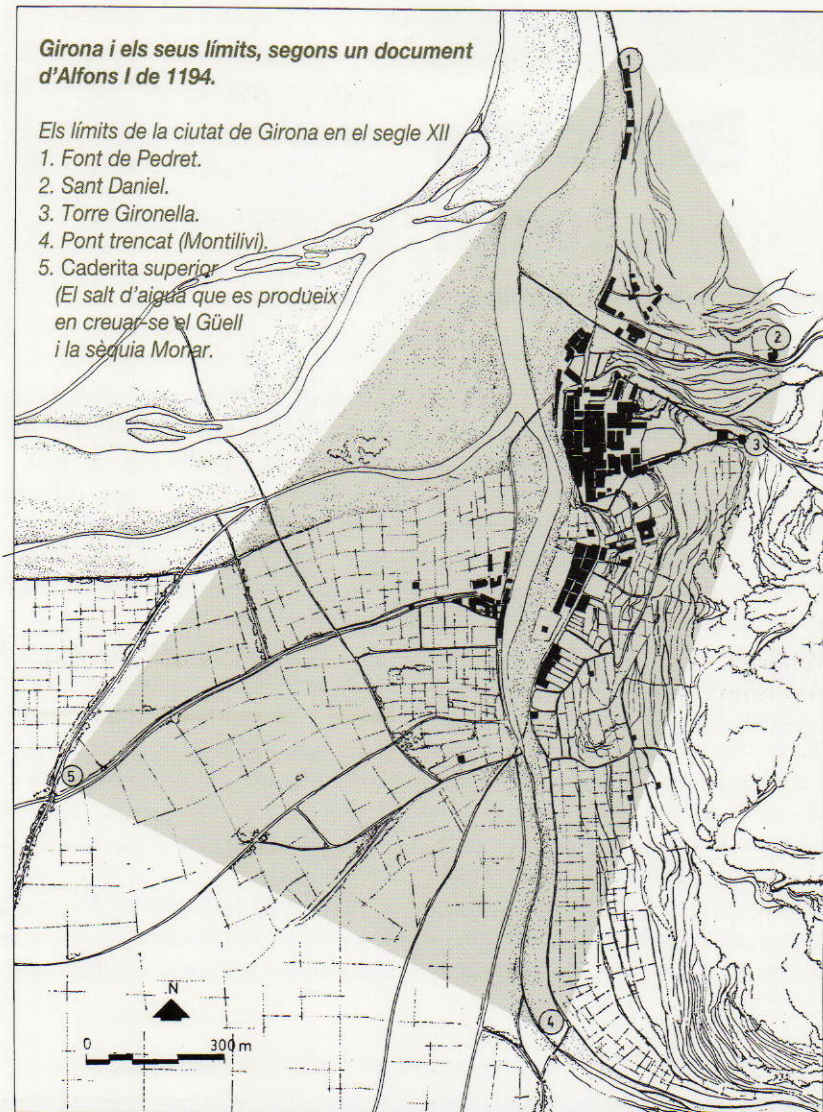 Girona i els seus límits, segons un document
d'Alfons I de 1194.
Els límits de la ciutat de Girona en el segle XII
1. Font de Pedret.
2. Sant Daniel.
3. Torre Gironella.
4. Pont trencat (Montilivi).
5. Caderita superior
(El salt d'aigua que es produeix
en creuar-se el Güell
i la sèquia Monar.
1
2
3
5
4
N
0 300 m